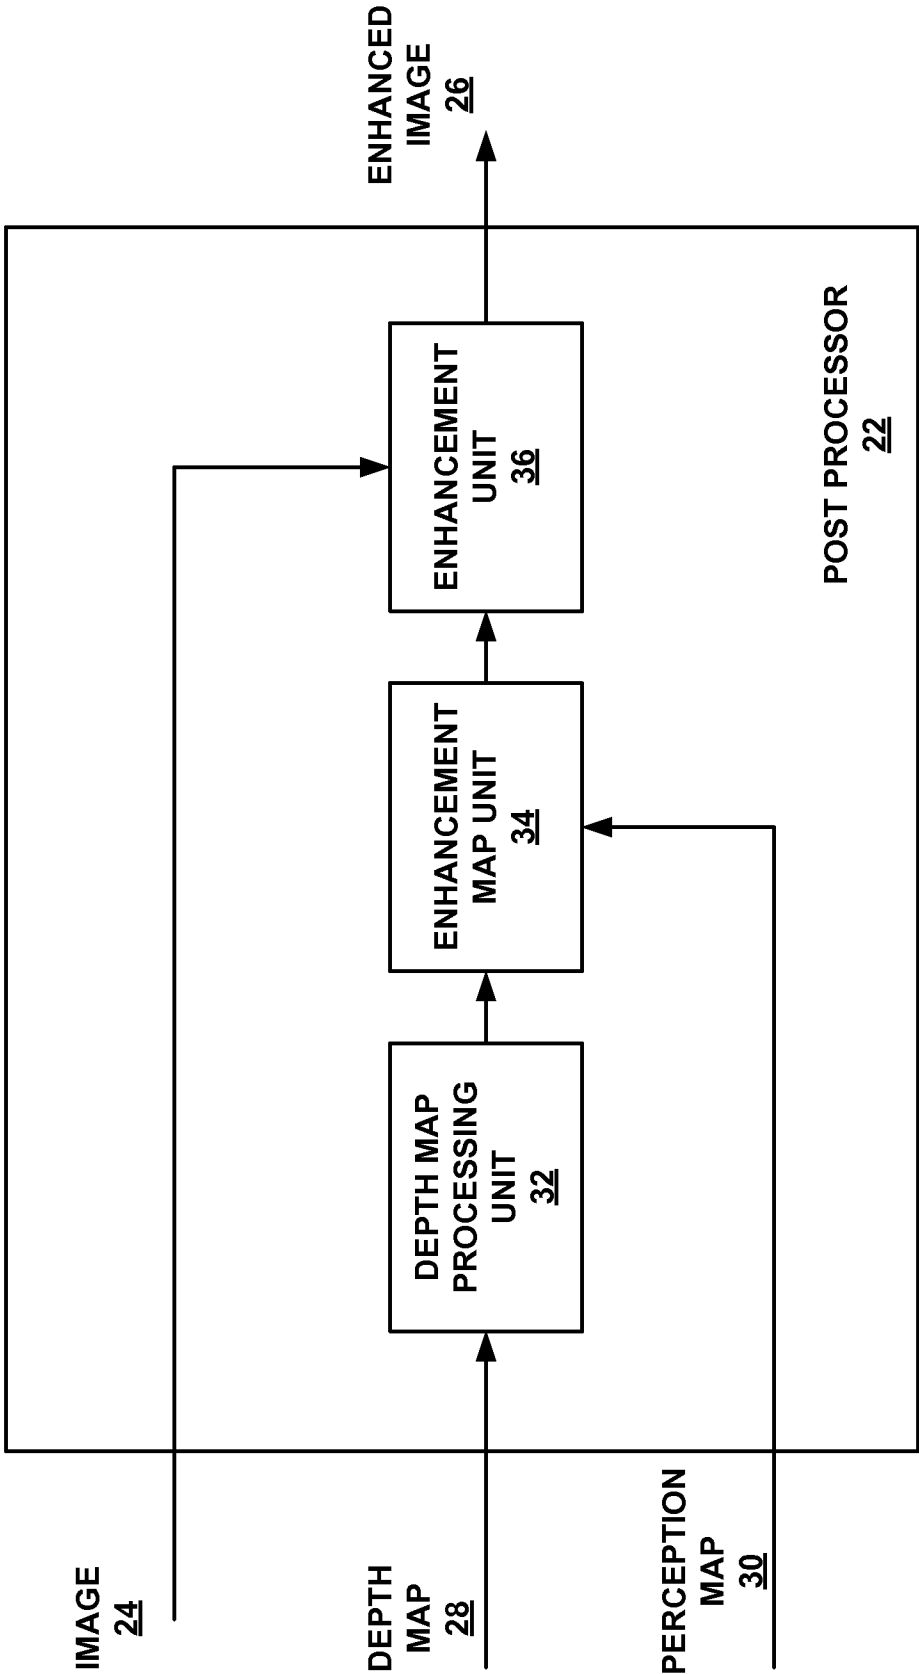 IMAGE
24
DEPTH
MAP
28
PERCEPTION
MAP
30
DEPTH MAP
PROCESSING
UNIT
32
ENHANCEMENT
MAP UNIT
34
ENHANCEMENT
UNIT
36
POST PROCESSOR
22
ENHANCED
IMAGE
26